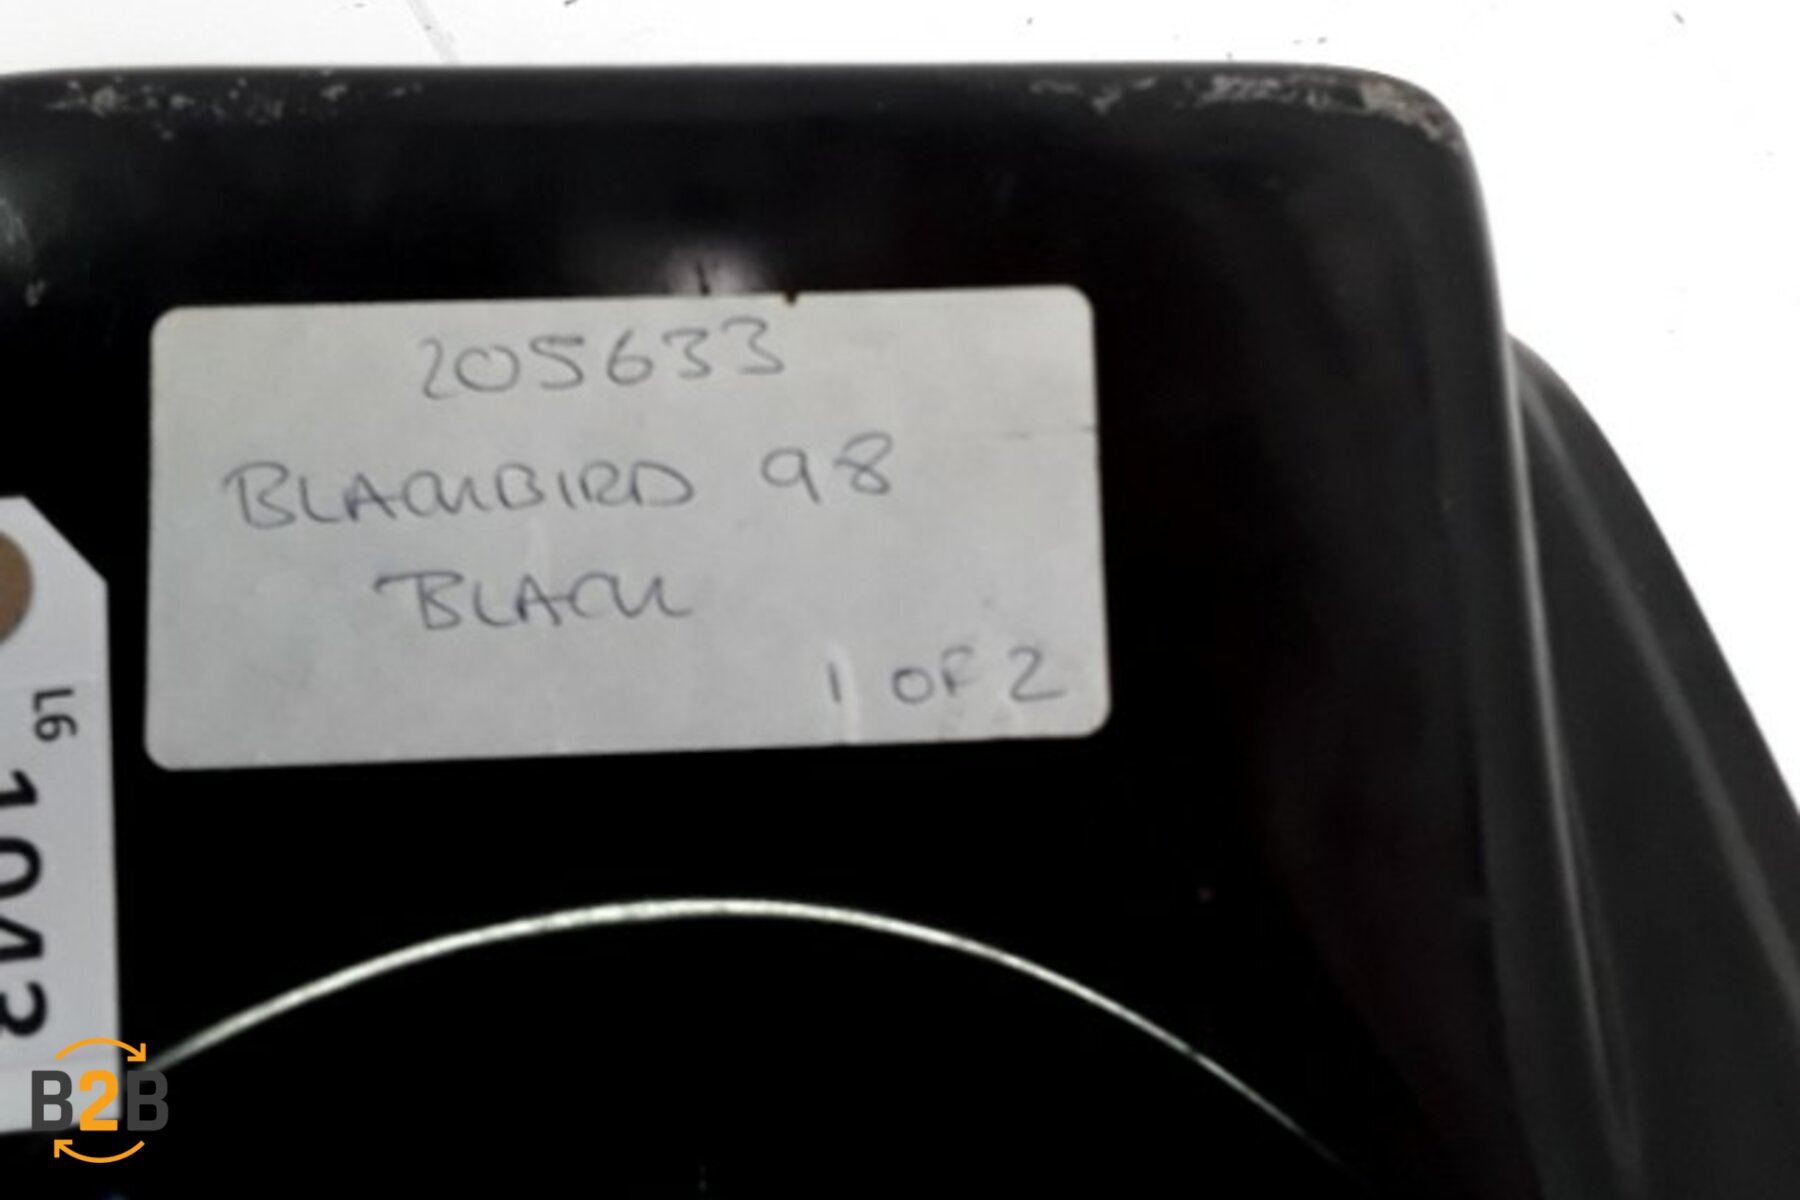 205633
BLACKBIRD 98
BLACK
1 OF 2
L6
1043
B2B